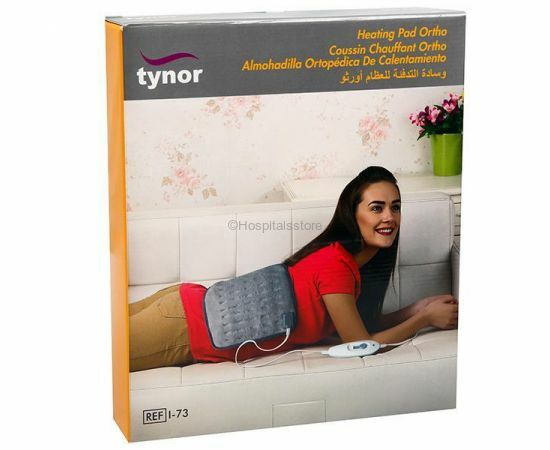 tynor
Heating Pad Ortho
Coussin Chauffant Ortho
Almohadilla Ortopédica De Calentamiento
وسادة التدفئة للعظام أورثو
©Hospitalsstore
REF I-73